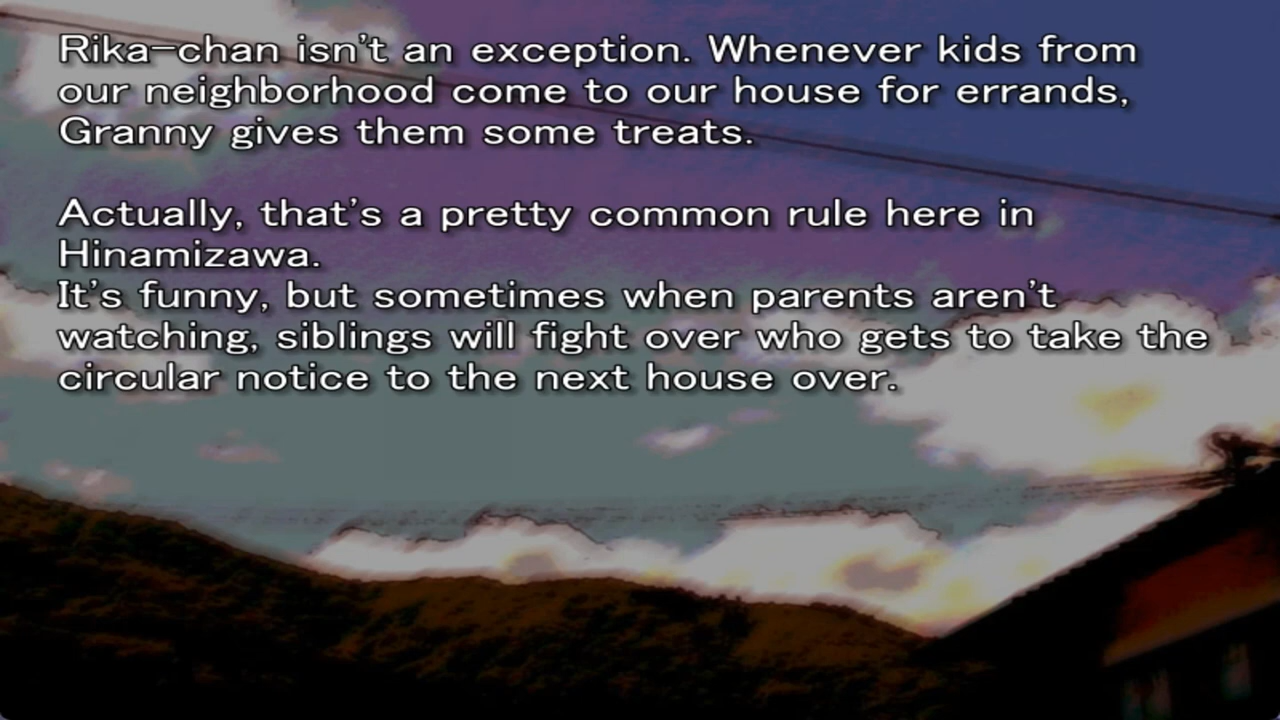 Rika-chan isn't an exception. Whenever kids from
our neighborhood come to our house for errands,
Granny gives them some treats.
Actually, that's a pretty common rule here in
Hinamizawa.
It's funny, but sometimes when parents aren't
watching, siblings will fight over who gets to take the
circular notice to the next house over.